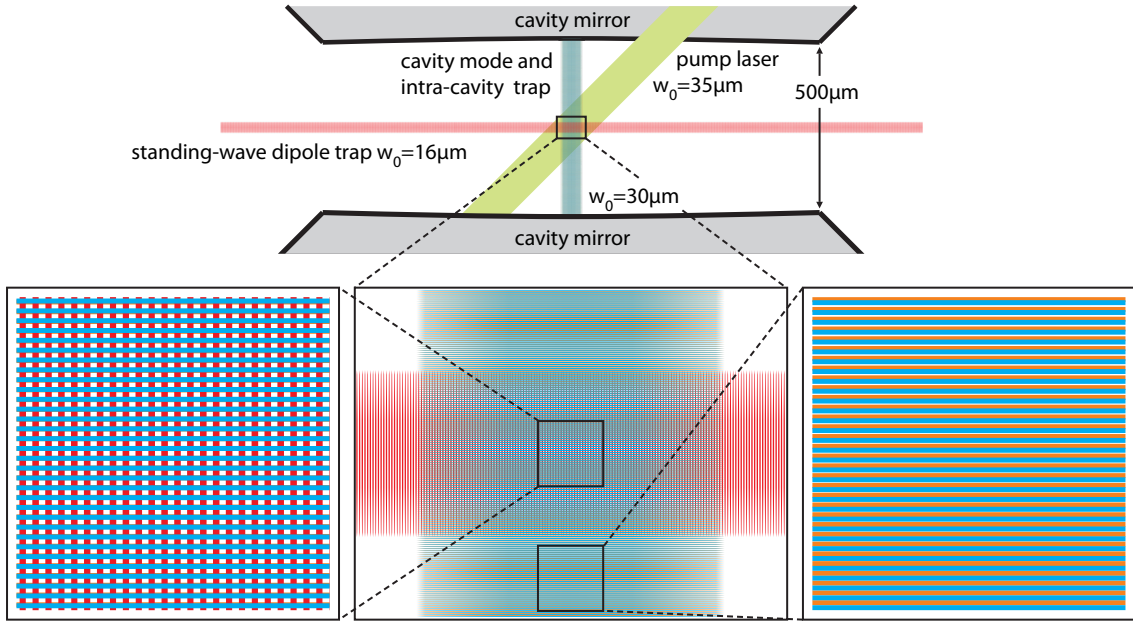 cavity mirror
cavity mode and
intra-cavity trap
pump laser
w₀=35μm
500μm
standing-wave dipole trap w₀=16μm
w₀=30μm
cavity mirror